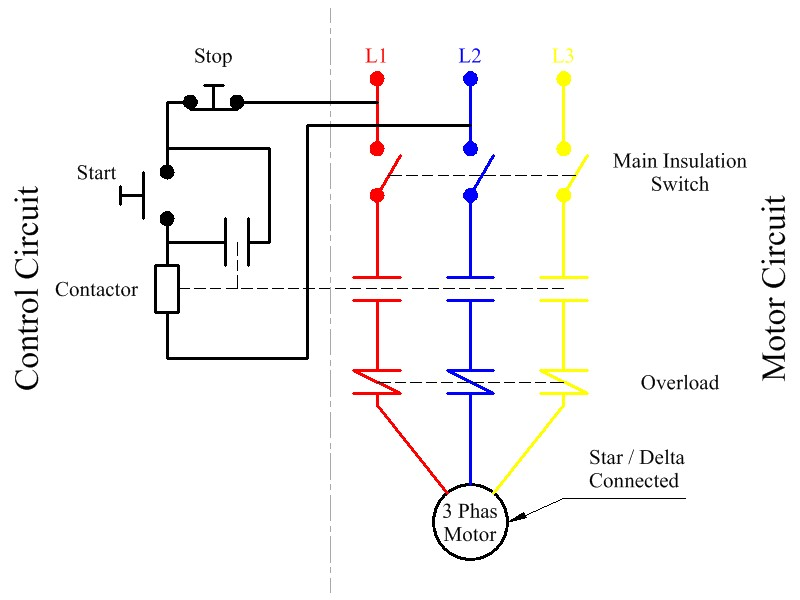 Stop
L1
L2
L3
Start
Main Insulation
Switch
Contactor
Control Circuit
Motor Circuit
Overload
Star / Delta
Connected
3 Phas
Motor